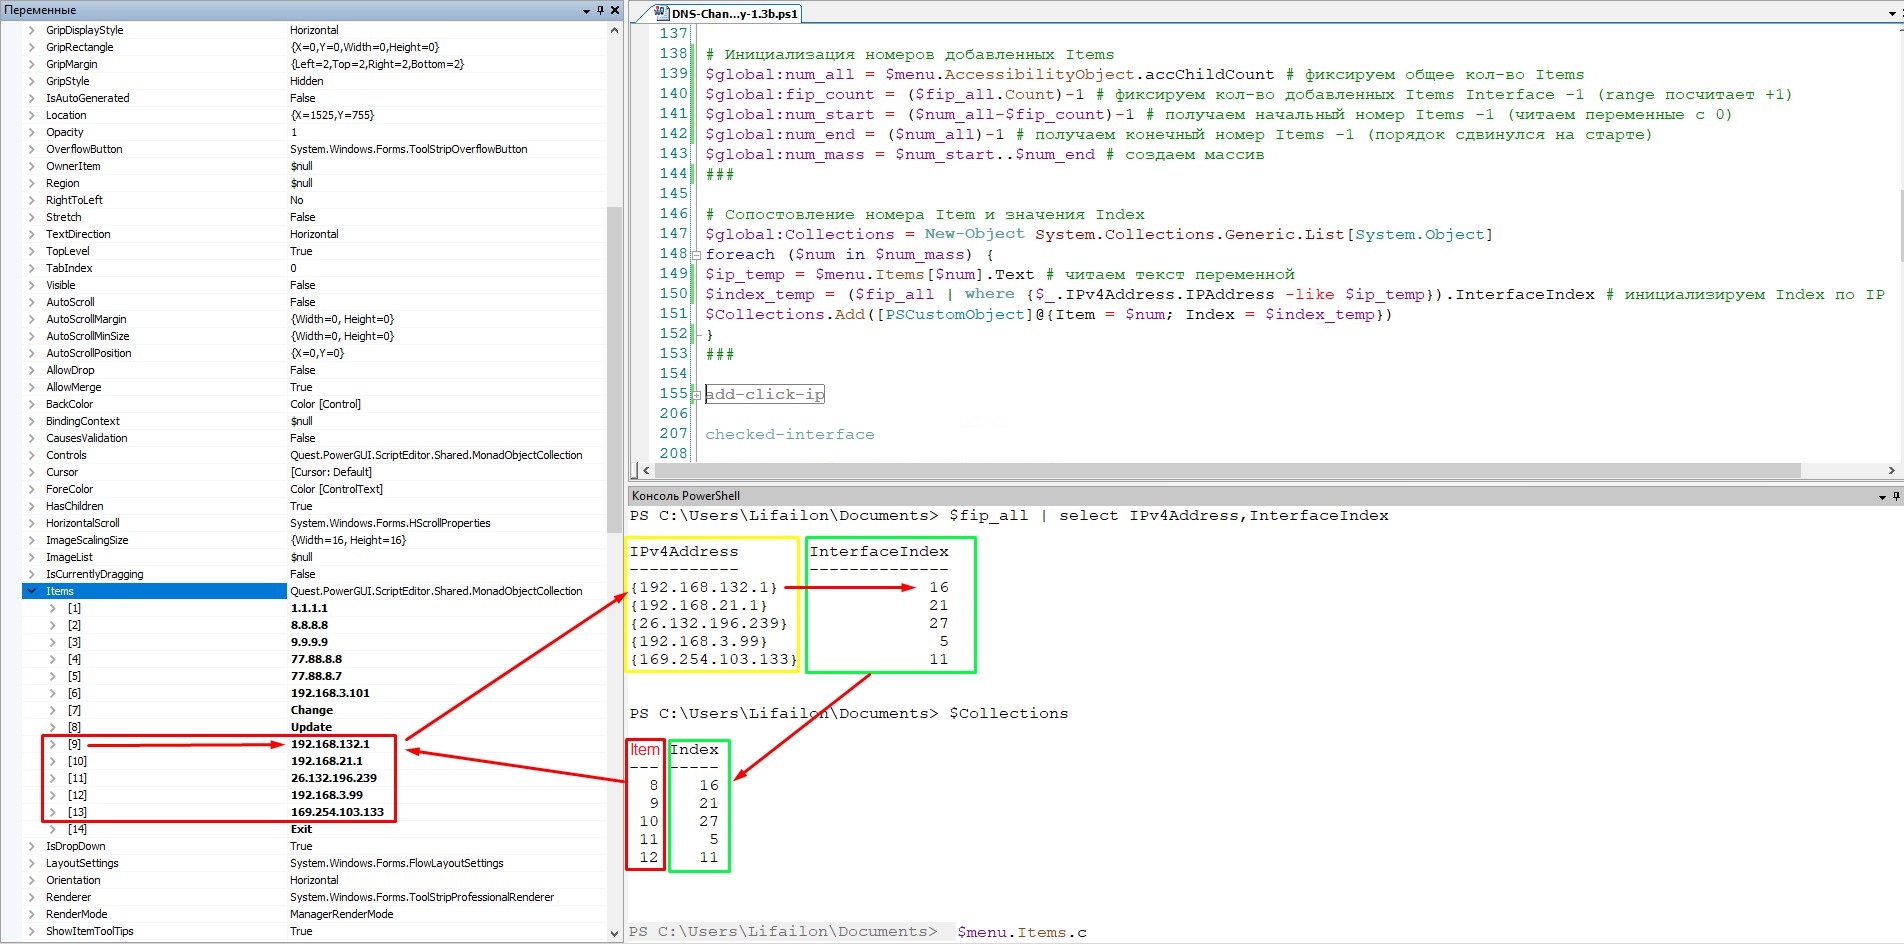 Переменные
GripDisplayStyle Horizontal
GripRectangle {X=0,Y=0,Width=0,Height=0}
GripMargin {Left=2,Top=2,Right=2,Bottom=2}
GripStyle Hidden
IsAutoGenerated False
Location {X=1525,Y=755}
Opacity 1
OverflowButton System.Windows.Forms.ToolStripOverflowButton
OwnerItem $null
Region $null
RightToLeft No
Stretch False
TextDirection Horizontal
TopLevel True
TabIndex 0
Visible False
AutoScroll False
AutoScrollMargin {Width=0, Height=0}
AutoScrollMinSize {Width=0, Height=0}
AutoScrollPosition {X=0,Y=0}
AllowDrop False
AllowMerge True
BackColor Color [Control]
BindingContext $null
CausesValidation False
Controls Quest.PowerGUI.ScriptEditor.Shared.MonadObjectCollection
Cursor [Cursor: Default]
ForeColor Color [ControlText]
HasChildren True
HorizontalScroll System.Windows.Forms.HScrollProperties
ImageScalingSize {Width=16, Height=16}
ImageList $null
IsCurrentlyDragging False
Items Quest.PowerGUI.ScriptEditor.Shared.MonadObjectCollection
[1] 1.1.1.1
[2] 8.8.8.8
[3] 9.9.9.9
[4] 77.88.8.8
[5] 77.88.8.7
[6] 192.168.3.101
[7] Change
[8] Update
[9] 192.168.132.1
[10] 192.168.21.1
[11] 26.132.196.239
[12] 192.168.3.99
[13] 169.254.103.133
[14] Exit
IsDropDown True
LayoutSettings System.Windows.Forms.FlowLayoutSettings
Orientation Horizontal
Renderer System.Windows.Forms.ToolStripProfessionalRenderer
RenderMode ManagerRenderMode
ShowItemToolTips True
DNS-Chan...y-1.3b.ps1
137
138 # Инициализация номеров добавленных Items
139 $global:num_all = $menu.AccessibilityObject.accChildCount # фиксируем общее кол-во Items
140 $global:fip_count = ($fip_all.Count)-1 # фиксируем кол-во добавленных Items Interface -1 (range посчитает +1)
141 $global:num_start = ($num_all-$fip_count)-1 # получаем начальный номер Items -1 (читаем переменные с 0)
142 $global:num_end = ($num_all)-1 # получаем конечный номер Items -1 (порядок сдвинулся на старте)
143 $global:num_mass = $num_start..$num_end # создаем массив
144 ###
145
146 # Сопостовление номера Item и значения Index
147 $global:Collections = New-Object System.Collections.Generic.List[System.Object]
148 foreach ($num in $num_mass) {
149 $ip_temp = $menu.Items[$num].Text # читаем текст переменной
150 $index_temp = ($fip_all | where {$_.IPv4Address.IPAddress -like $ip_temp}).InterfaceIndex # инициализируем Index по IP
151 $Collections.Add([PSCustomObject]@{Item = $num; Index = $index_temp})
152 }
153 ###
154
155 add-click-ip
206
207 checked-interface
208
Консоль PowerShell
PS C:\Users\Lifailon\Documents> $fip_all | select IPv4Address,InterfaceIndex
IPv4Address InterfaceIndex
----------- --------------
{192.168.132.1} 16
{192.168.21.1} 21
{26.132.196.239} 27
{192.168.3.99} 5
{169.254.103.133} 11
PS C:\Users\Lifailon\Documents> $Collections
Item Index
--- -----
8 16
9 21
10 27
11 5
12 11
PS C:\Users\Lifailon\Documents> $menu.Items.c